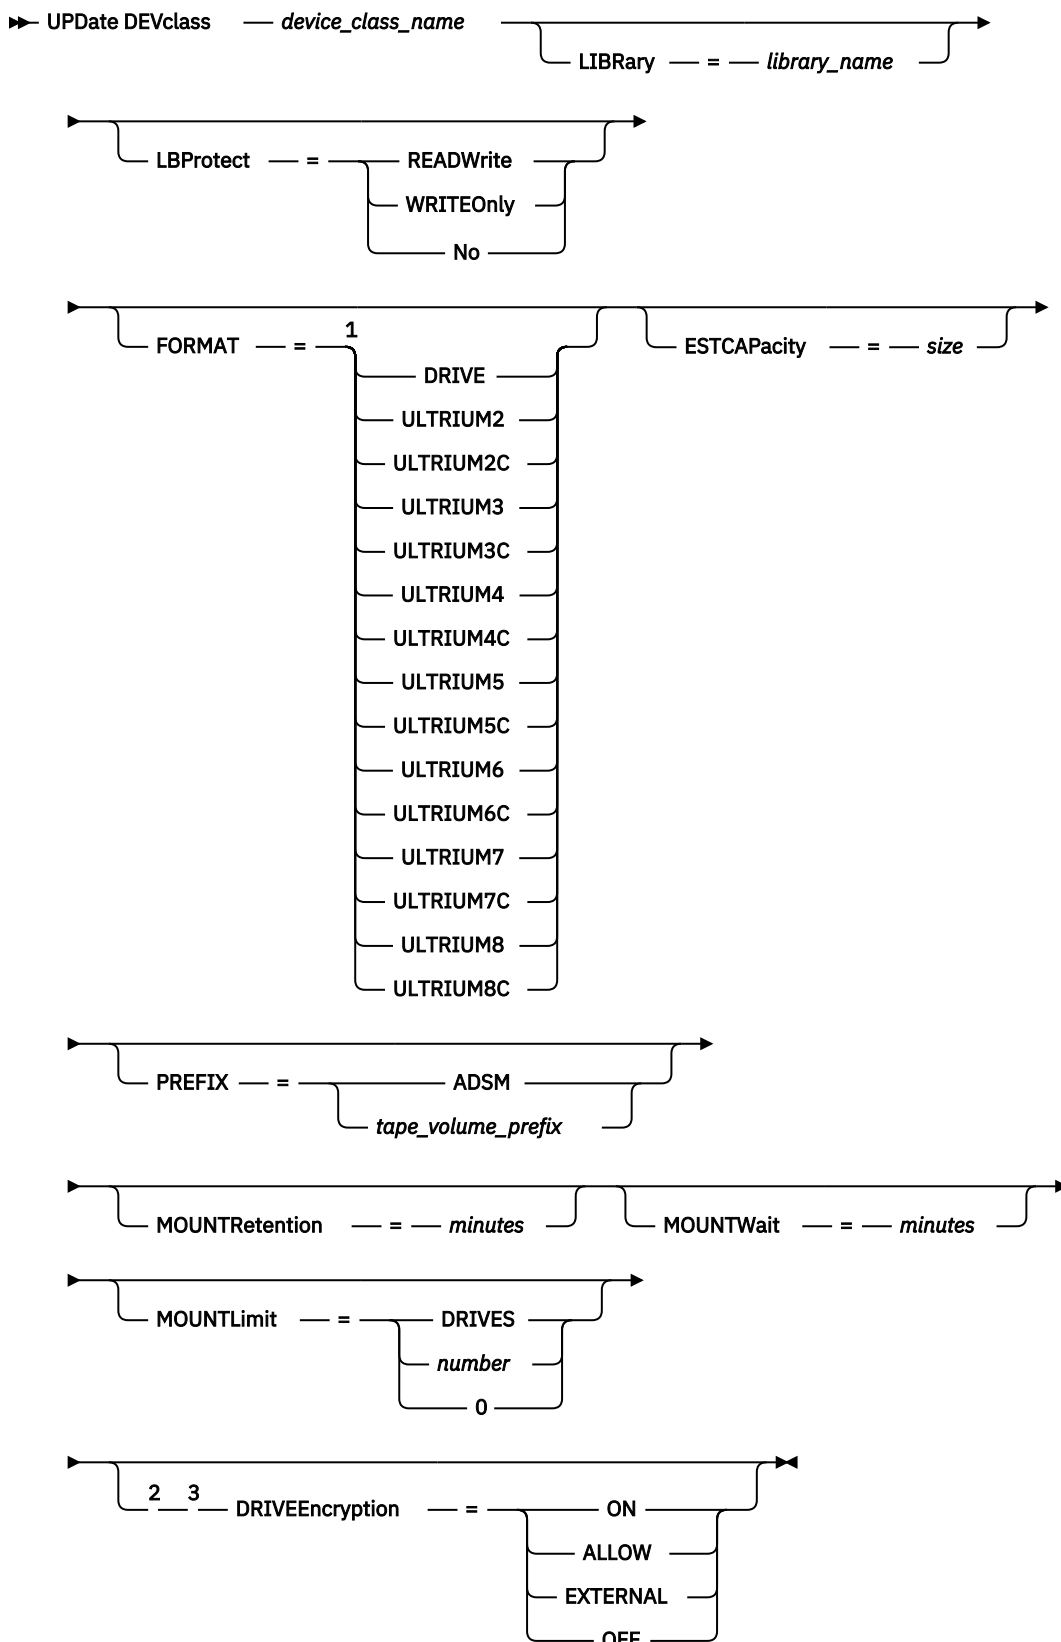 UPDate DEVclass device_class_name
LIBRary = library_name
LBProtect = READWrite
WRITEOnly
No
1
FORMAT =
DRIVE
ULTRIUM2
ULTRIUM2C
ULTRIUM3
ULTRIUM3C
ULTRIUM4
ULTRIUM4C
ULTRIUM5
ULTRIUM5C
ULTRIUM6
ULTRIUM6C
ULTRIUM7
ULTRIUM7C
ULTRIUM8
ULTRIUM8C
ESTCAPacity = size
PREFIX = ADSM
tape_volume_prefix
MOUNTRetention = minutes
MOUNTWait = minutes
MOUNTLimit = DRIVES
number
0
2 3
DRIVEEncryption = ON
ALLOW
EXTERNAL
OFF